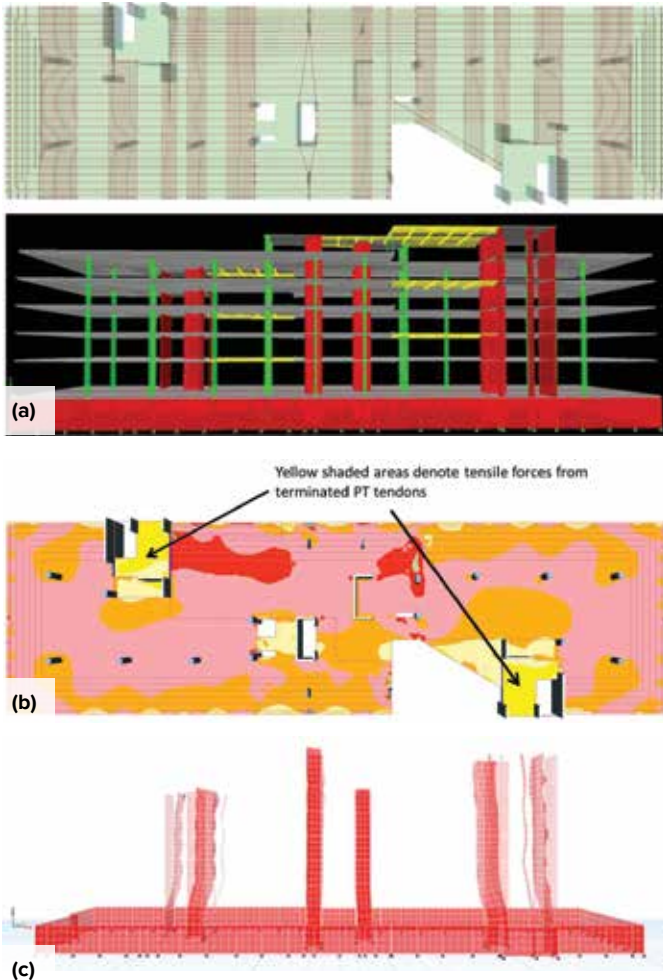 (a)
Yellow shaded areas denote tensile forces from
terminated PT tendons
(b)
(c)